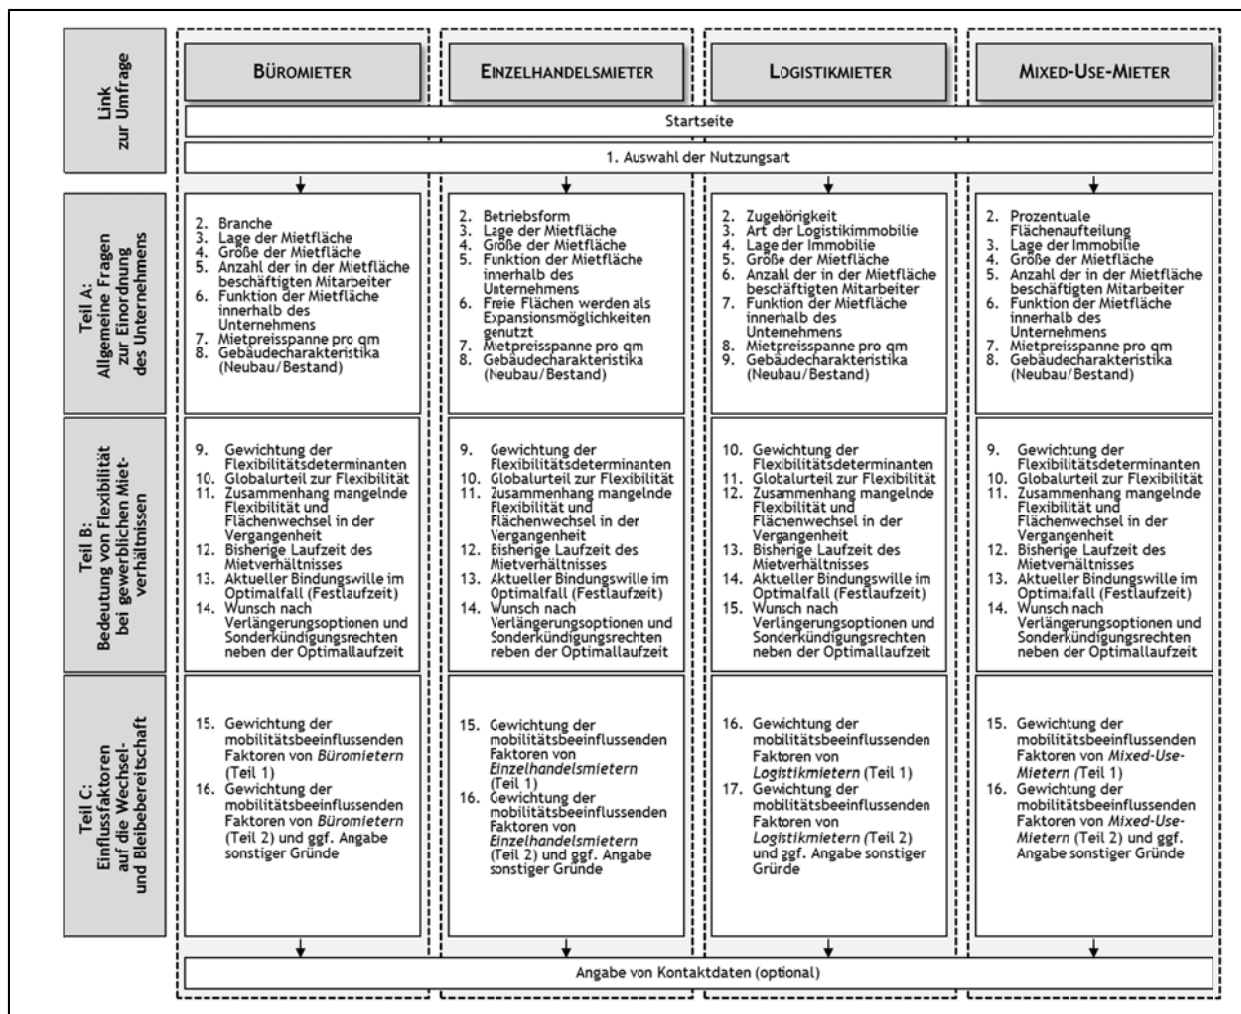 Link
zur Umfrage
BÜROMIETER
EINZELHANDELSMIETER
LOGISTIKMIETER
MIXED-USE-MIETER
Startseite
1. Auswahl der Nutzungsart
Teil A:
Allgemeine Fragen
zur Einordnung
des Unternehmens
2. Branche
3. Lage der Mietfläche
4. Größe der Mietfläche
5. Anzahl der in der Mietfläche
beschäftigten Mitarbeiter
6. Funktion der Mietfläche
innerhalb des
Unternehmens
7. Mietpreisspanne pro qm
8. Gebäudecharakteristika
(Neubau/Bestand)
2. Betriebsform
3. Lage der Mietfläche
4. Größe der Mietfläche
5. Funktion der Mietfläche
innerhalb des
Unternehmens
6. Freie Flächen werden als
Expansionsmöglichkeiten
genutzt
7. Mietpreisspanne pro qm
8. Gebäudecharakteristika
(Neubau/Bestand)
2. Zugehörigkeit
3. Art der Logistikimmobilie
4. Lage der Immobilie
5. Größe der Mietfläche
6. Anzahl der in der Mietfläche
beschäftigten Mitarbeiter
7. Funktion der Mietfläche
innerhalb des
Unternehmens
8. Mietpreisspanne pro qm
9. Gebäudecharakteristika
(Neubau/Bestand)
2. Prozentuale
Flächenaufteilung
3. Lage der Immobilie
4. Größe der Mietfläche
5. Anzahl der in der Mietfläche
beschäftigten Mitarbeiter
6. Funktion der Mietfläche
innerhalb des
Unternehmens
7. Mietpreisspanne pro qm
8. Gebäudecharakteristika
(Neubau/Bestand)
Teil B:
Bedeutung von Flexibilität
bei gewerblichen Miet-
verhältnissen
9. Gewichtung der
Flexibilitätsdeterminanten
10. Globalurteil zur Flexibilität
11. Zusammenhang mangelnde
Flexibilität und
Flächenwechsel in der
Vergangenheit
12. Bisherige Laufzeit des
Mietverhältnisses
13. Aktueller Bindungswille im
Optimalfall (Festlaufzeit)
14. Wunsch nach
Verlängerungsoptionen und
Sonderkündigungsrechten
neben der Optimallaufzeit
9. Gewichtung der
Flexibilitätsdeterminanten
10. Globalurteil zur Flexibilität
11. Zusammenhang mangelnde
Flexibilität und
Flächenwechsel in der
Vergangenheit
12. Bisherige Laufzeit des
Mietverhältnisses
13. Aktueller Bindungswille im
Optimalfall (Festlaufzeit)
14. Wunsch nach
Verlängerungsoptionen und
Sonderkündigungsrechten
neben der Optimallaufzeit
10. Gewichtung der
Flexibilitätsdeterminanten
11. Globalurteil zur Flexibilität
12. Zusammenhang mangelnde
Flexibilität und
Flächenwechsel in der
Vergangenheit
13. Bisherige Laufzeit des
Mietverhältnisses
14. Aktueller Bindungswille im
Optimalfall (Festlaufzeit)
15. Wunsch nach
Verlängerungsoptionen und
Sonderkündigungsrechten
neben der Optimallaufzeit
9. Gewichtung der
Flexibilitätsdeterminanten
10. Globalurteil zur Flexibilität
11. Zusammenhang mangelnde
Flexibilität und
Flächenwechsel in der
Vergangenheit
12. Bisherige Laufzeit des
Mietverhältnisses
13. Aktueller Bindungswille im
Optimalfall (Festlaufzeit)
14. Wunsch nach
Verlängerungsoptionen und
Sonderkündigungsrechten
neben der Optimallaufzeit
Teil C:
Einflussfaktoren
auf die Wechsel-
und Bleibebereitschaft
15. Gewichtung der
mobilitätsbeeinflussenden
Faktoren von Büromietern
(Teil 1)
16. Gewichtung der
mobilitätsbeeinflussenden
Faktoren von Büromietern
(Teil 2) und ggf. Angabe
sonstiger Gründe
15. Gewichtung der
mobilitätsbeeinflussenden
Faktoren von
Einzelhandelsmietern
(Teil 1)
16. Gewichtung der
mobilitätsbeeinflussenden
Faktoren von
Einzelhandelsmietern
(Teil 2) und ggf. Angabe
sonstiger Gründe
16. Gewichtung der
mobilitätsbeeinflussenden
Faktoren von
Logistikmietern (Teil 1)
17. Gewichtung der
mobilitätsbeeinflussenden
Faktoren von
Logistikmietern (Teil 2)
und ggf. Angabe sonstiger
Gründe
15. Gewichtung der
mobilitätsbeeinflussenden
Faktoren von Mixed-Use-
Mietern (Teil 1)
16. Gewichtung der
mobilitätsbeeinflussenden
Faktoren von Mixed-Use-
Mietern (Teil 2) und ggf.
Angabe sonstiger Gründe
Angabe von Kontaktdaten (optional)